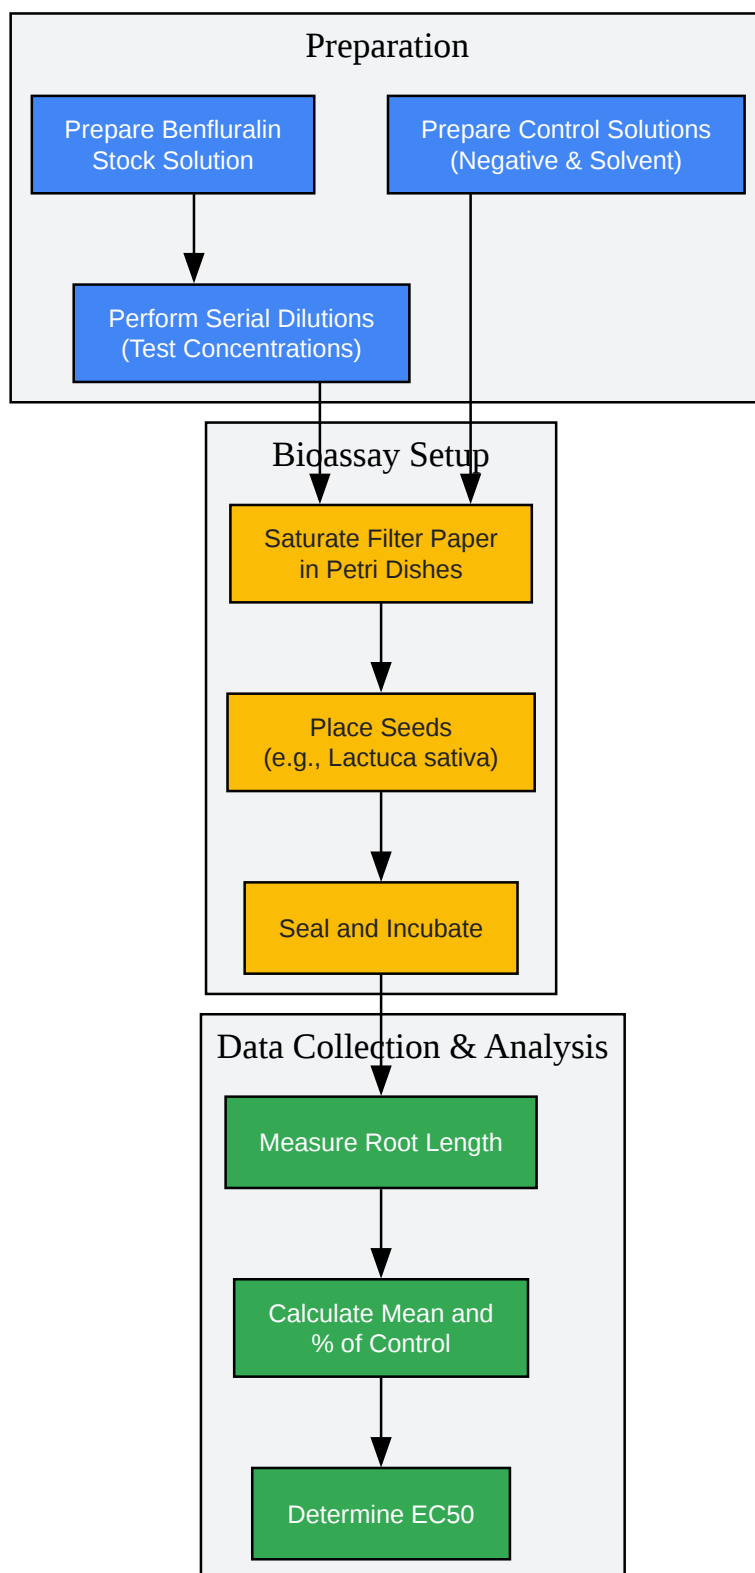 Preparation
Prepare Benfluralin
Stock Solution
Prepare Control Solutions
(Negative & Solvent)
Perform Serial Dilutions
(Test Concentrations)
Bioassay Setup
Saturate Filter Paper
in Petri Dishes
Place Seeds
(e.g., Lactuca sativa)
Seal and Incubate
Data Collection & Analysis
Measure Root Length
Calculate Mean and
% of Control
Determine EC50